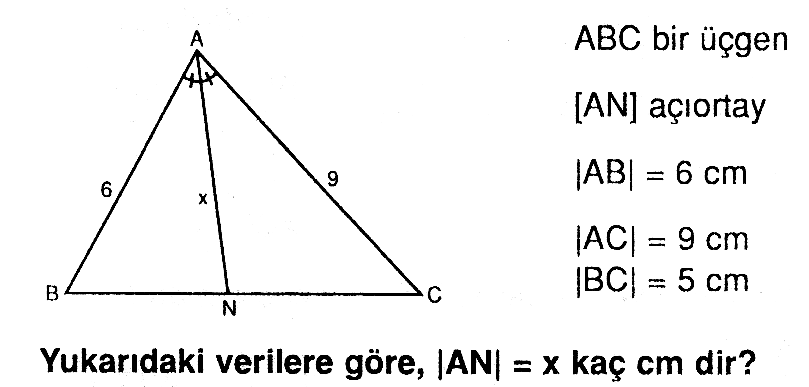 A
6
x
9
B
N
C
ABC bir üçgen
[AN] açıortay
|AB| = 6 cm
|AC| = 9 cm
|BC| = 5 cm
Yukarıdaki verilere göre, |AN| = x kaç cm dir?